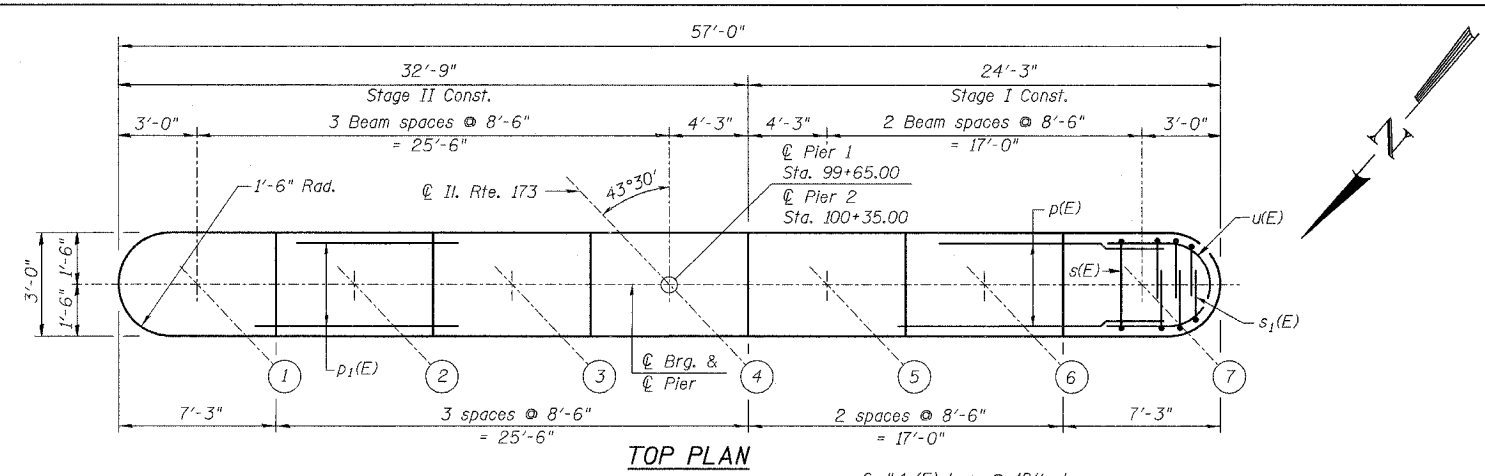 57'-0"
32'-9"
24'-3"
Stage II Const.
Stage I Const.
3'-0"
3 Beam spaces @ 8'-6"
= 25'-6"
4'-3"
4'-3"
2 Beam spaces @ 8'-6"
= 17'-0"
3'-0"
1'-6" Rad.
℄ Il. Rte. 173
43°30'
℄ Pier 1
Sta. 99+65.00
℄ Pier 2
Sta. 100+35.00
p(E)
u(E)
N
3'-0"
1'-6"
1'-6"
s(E)
s1(E)
p1(E)
℄ Brg. &
℄ Pier
1
2
3
4
5
6
7
7'-3"
3 spaces @ 8'-6"
= 25'-6"
2 spaces @ 8'-6"
= 17'-0"
7'-3"
TOP PLAN